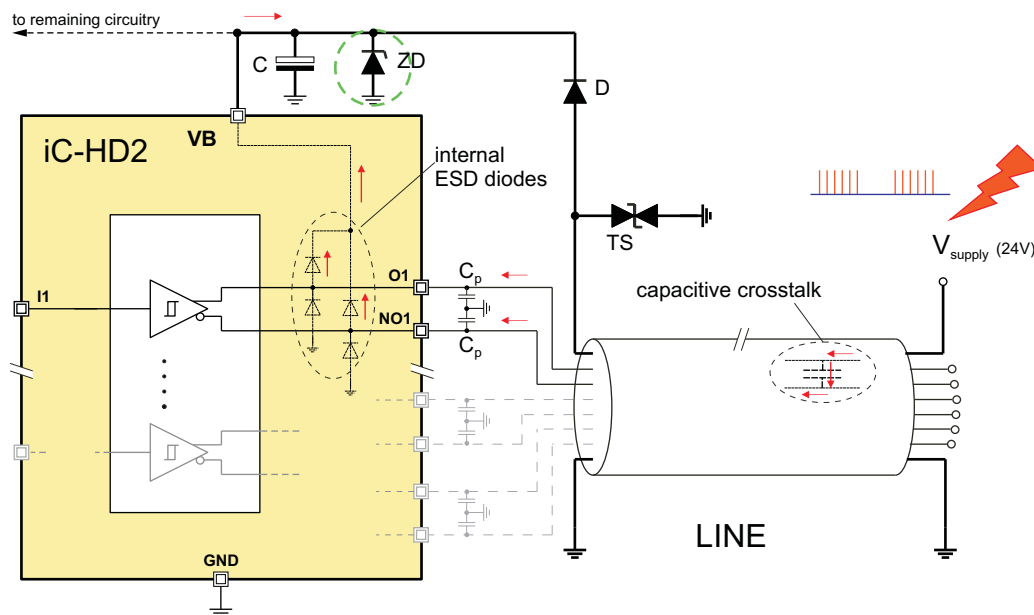 to remaining circuitry
C
ZD
D
VB
iC-HD2
internal
ESD diodes
TS
Vsupply (24V)
O1
Cp
I1
capacitive crosstalk
NO1
Cp
LINE
GND